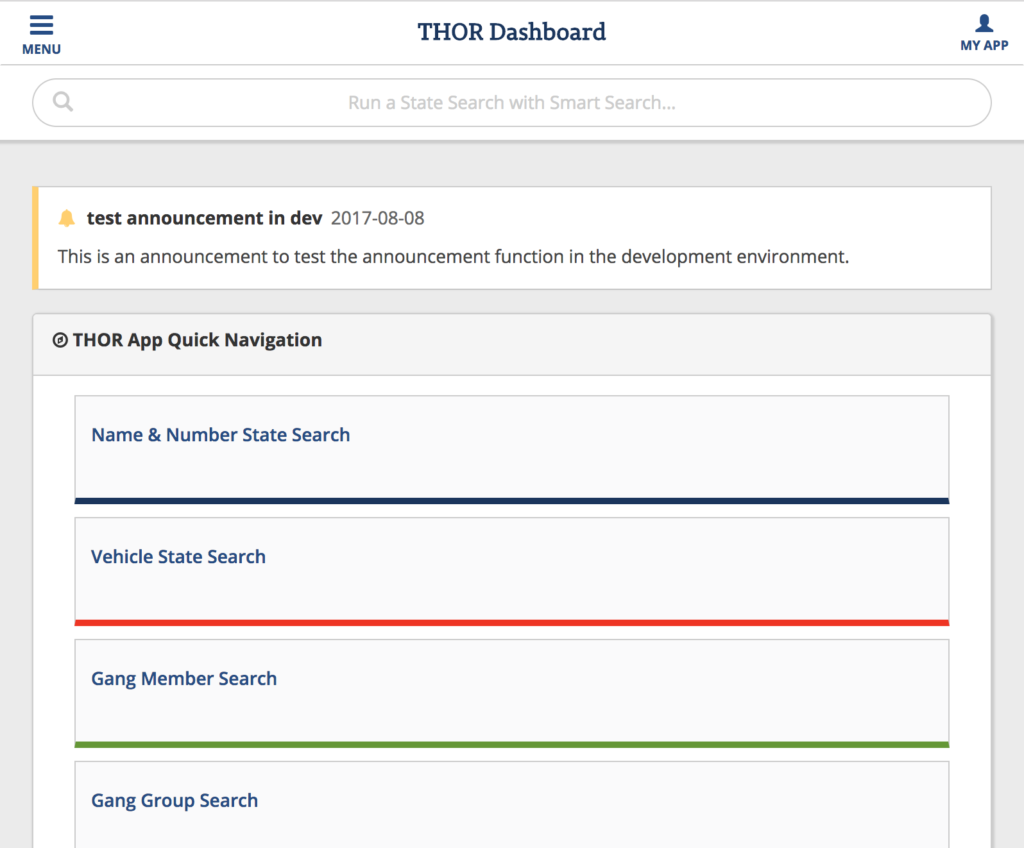 MENU
THOR Dashboard
MY APP
Run a State Search with Smart Search...
test announcement in dev 2017-08-08
This is an announcement to test the announcement function in the development environment.
THOR App Quick Navigation
Name & Number State Search
Vehicle State Search
Gang Member Search
Gang Group Search